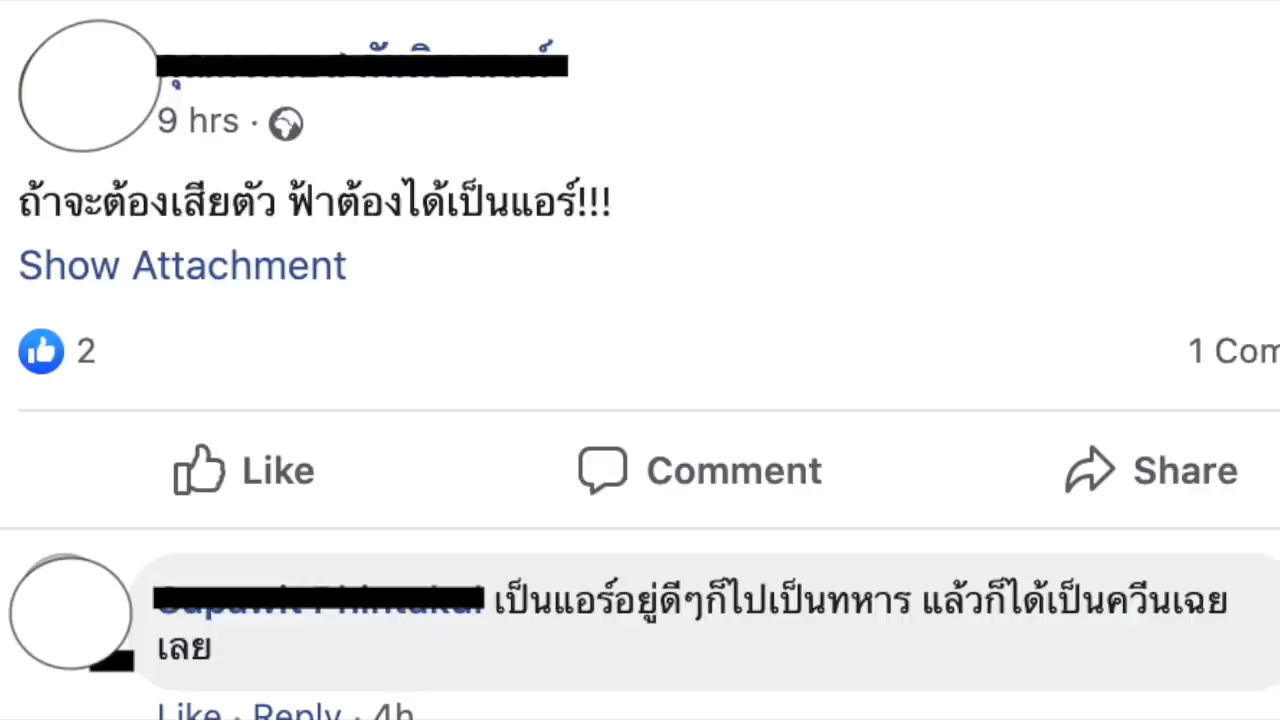 9 hrs ·
ถ้าจะต้องเสียตัว ฟ้าต้องได้เป็นแอร์!!!
Show Attachment
2
1 Com
Like Comment Share
เป็นแอร์อยู่ดีๆก็ไปเป็นทหาร แล้วก็ได้เป็นควีนเฉย
เลย
Like · Reply · 4h